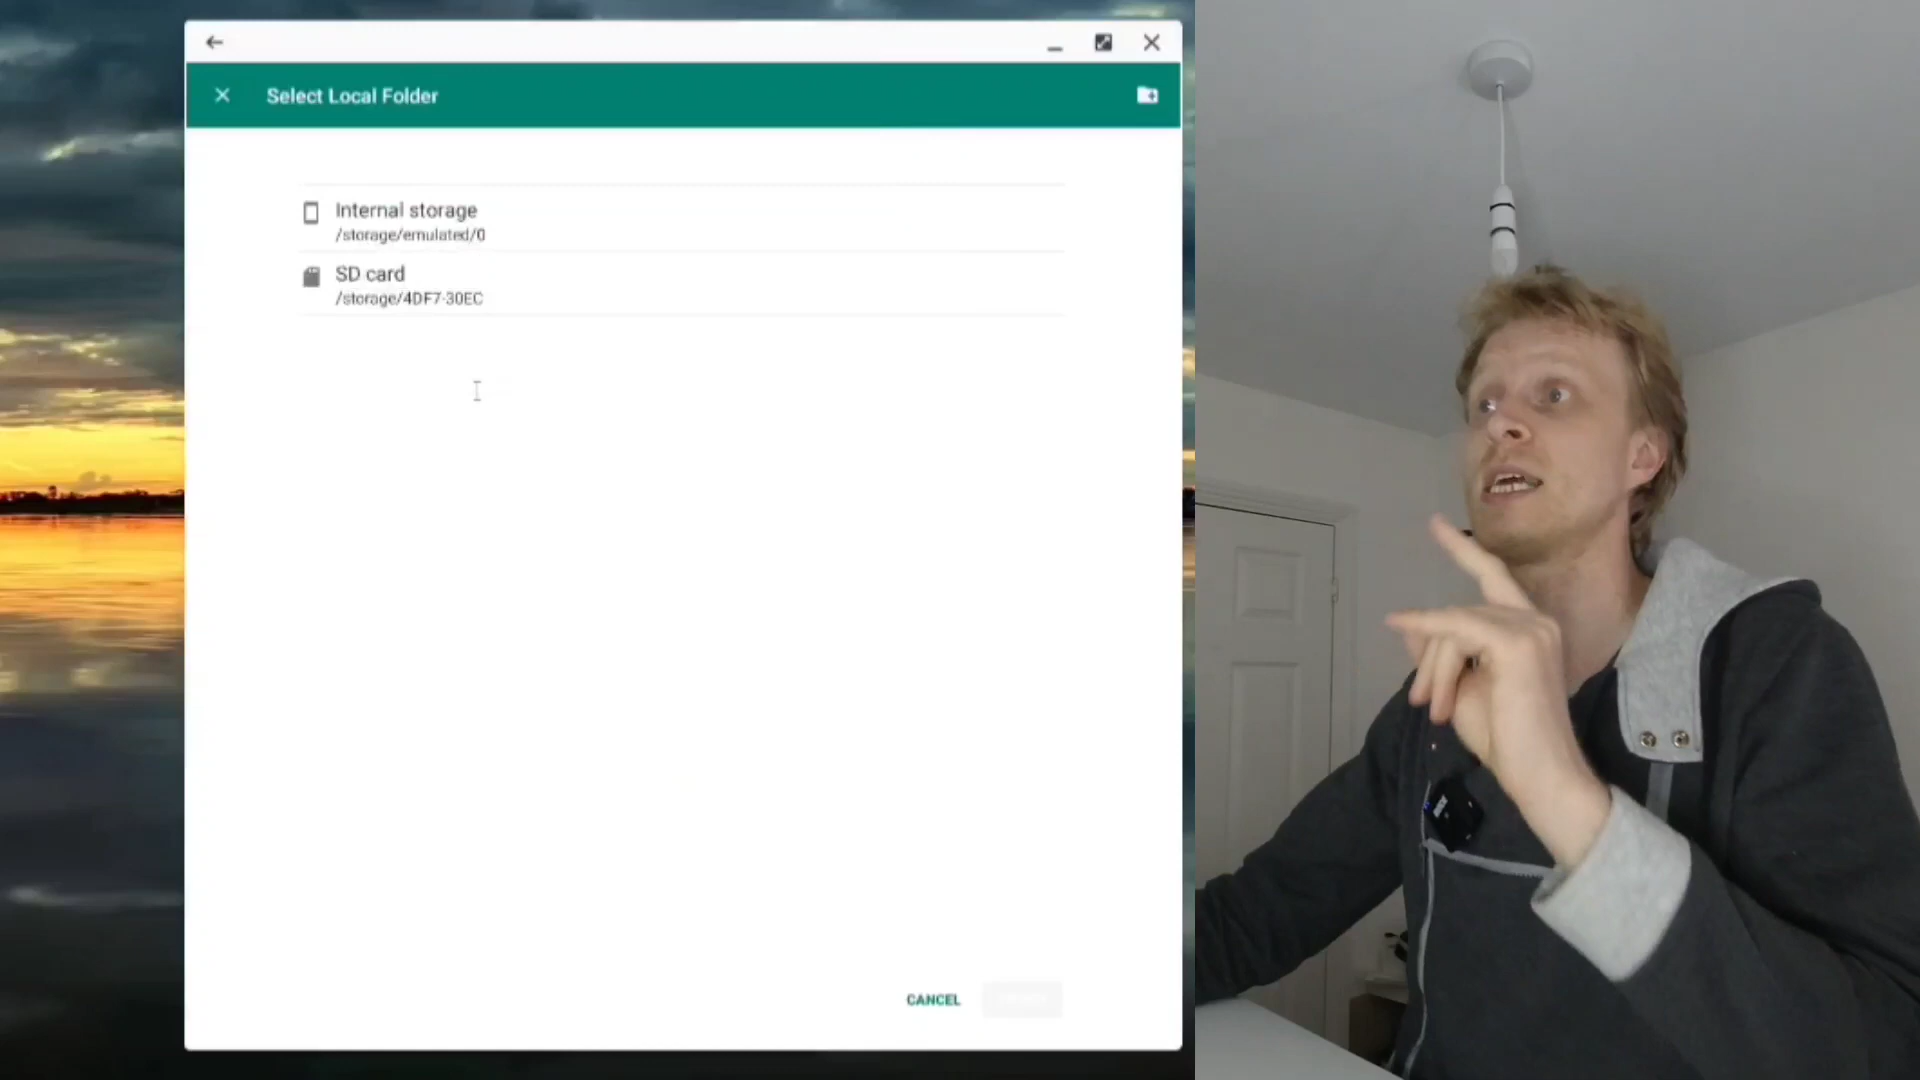 Select Local Folder
Internal storage
/storage/emulated/0
SD card
/storage/4DF7-30EC
CANCEL